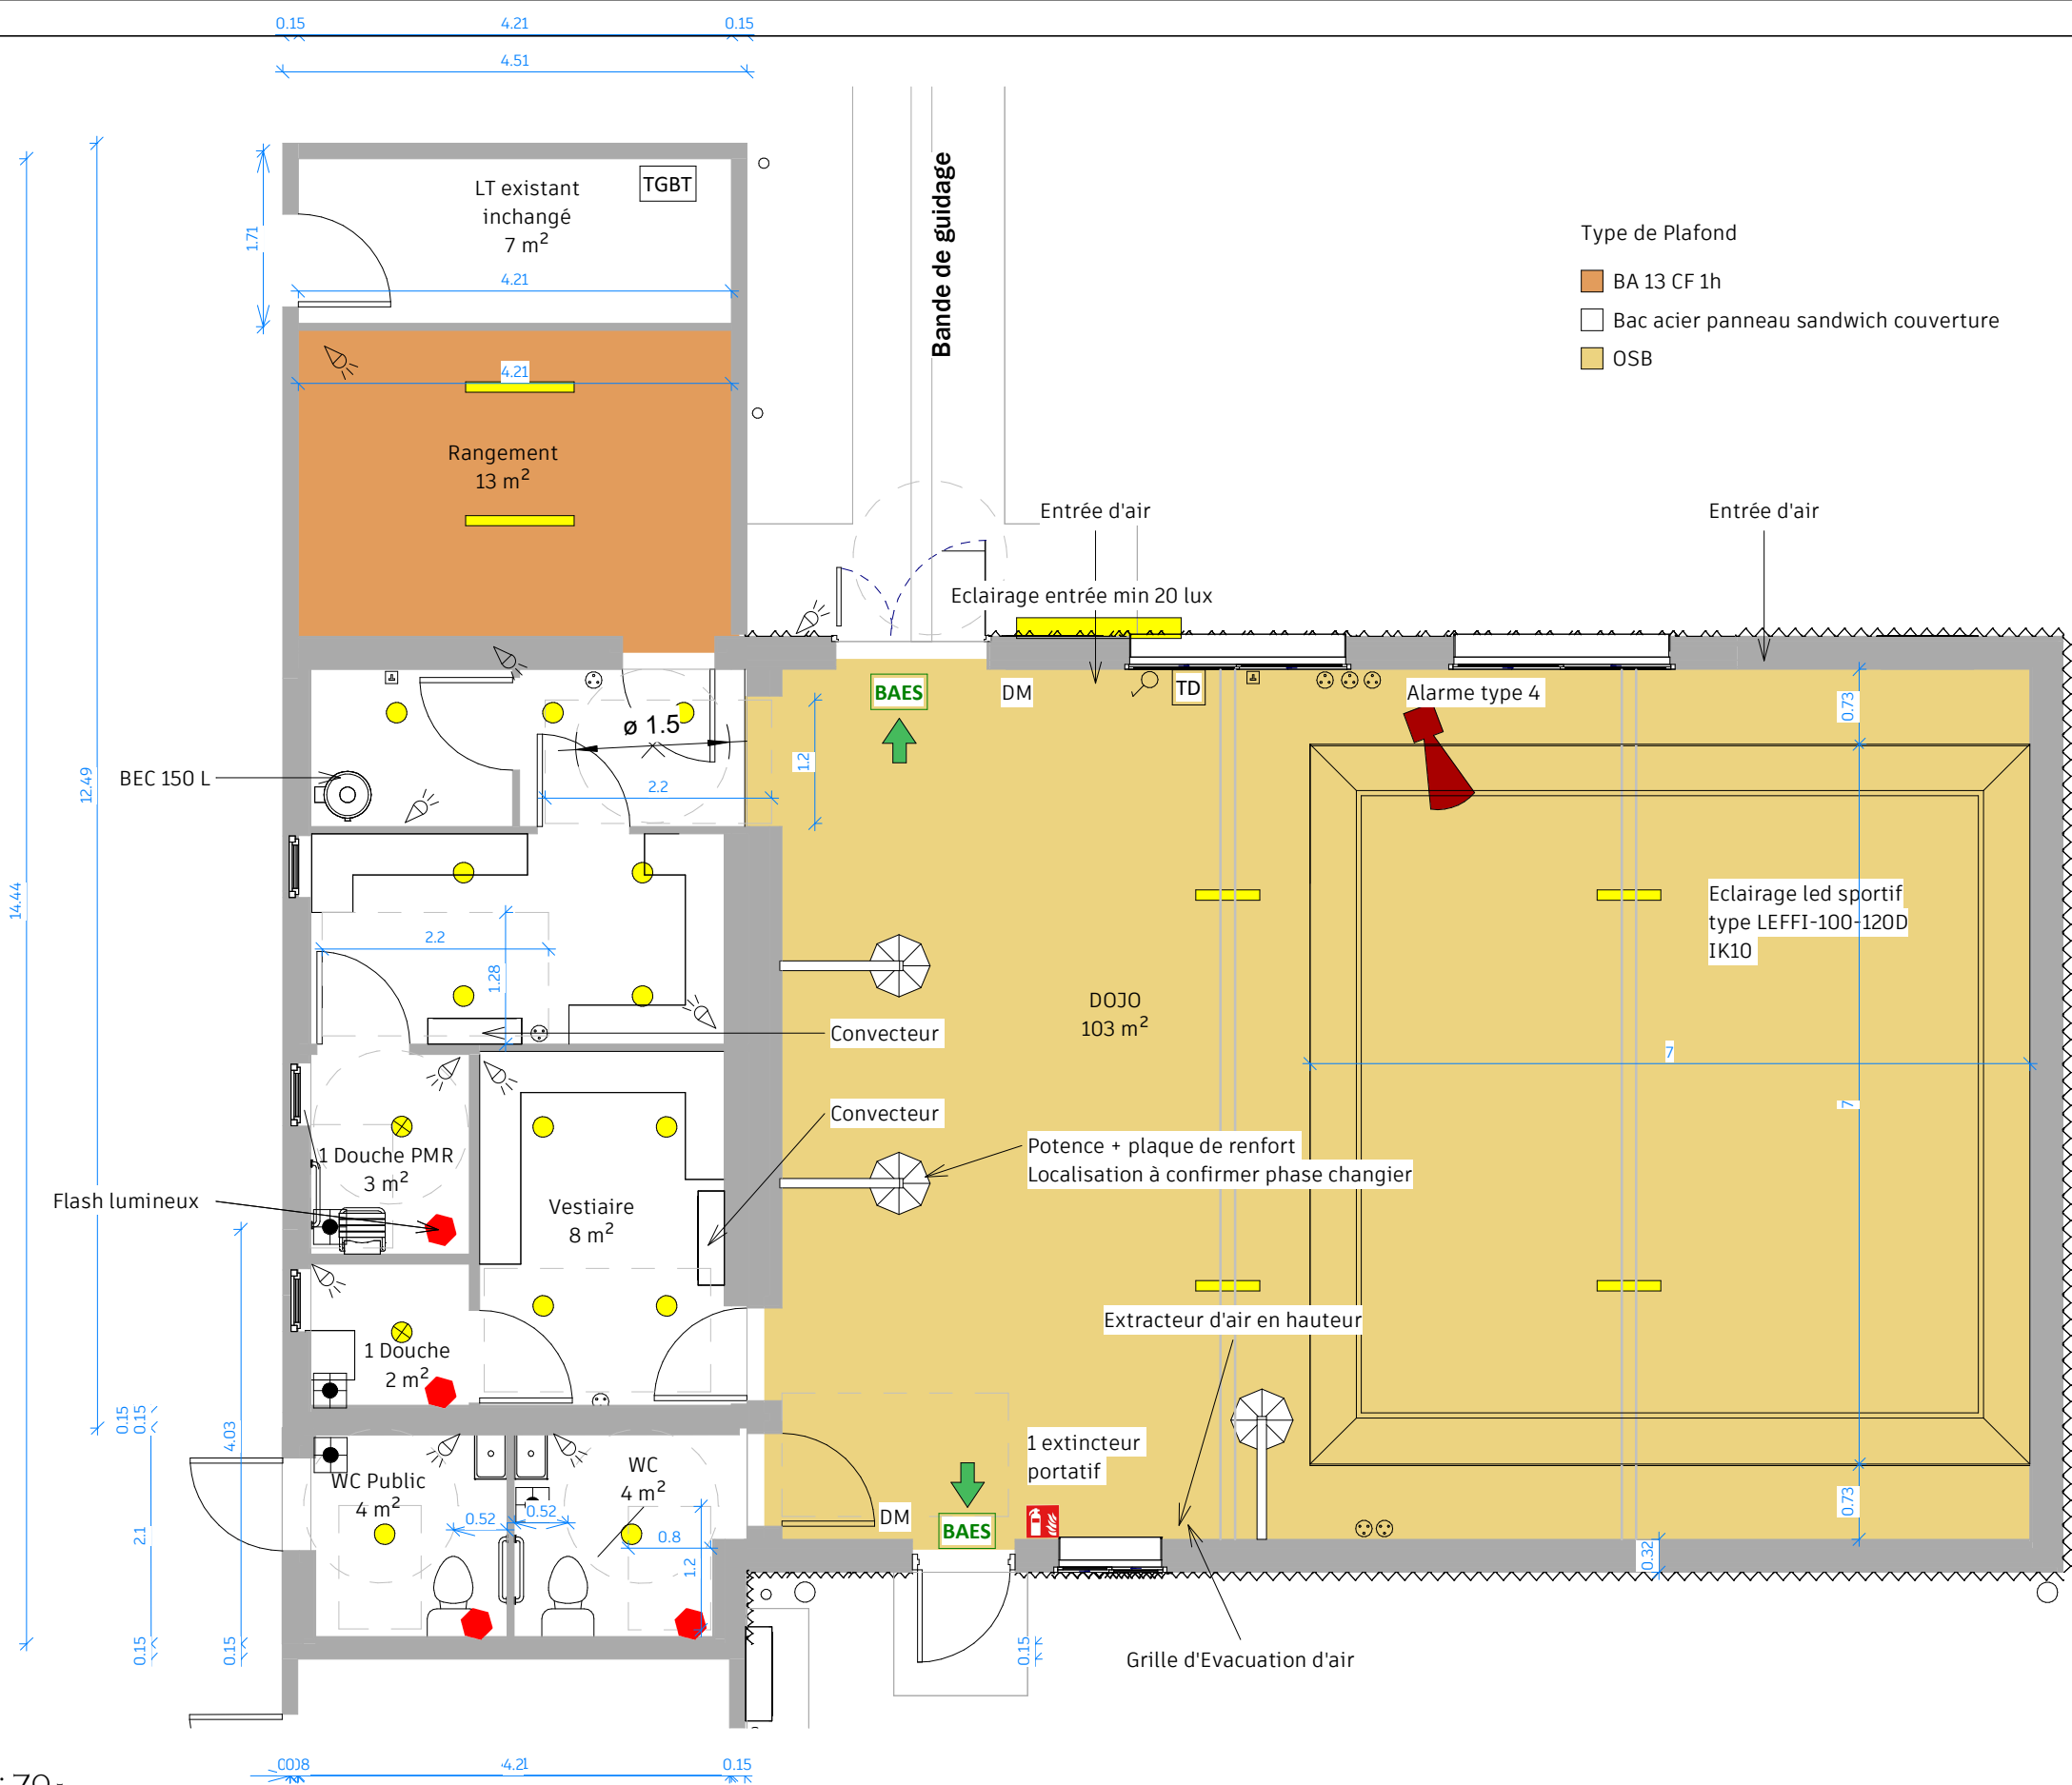 0.15 4.21 0.15
4.51
LT existant
inchangé
7 m²
TGBT
1.71
4.21
Bande de guidage
Type de Plafond
BA 13 CF 1h
Bac acier panneau sandwich couverture
OSB
4.21
Rangement
13 m²
Entrée d'air
Entrée d'air
Eclairage entrée min 20 lux
BAES
DM
TD
Alarme type 4
0.73
ø 1.5
2.2
1.2
BEC 150 L
12.49
14.44
2.2
1.28
Eclairage led sportif
type LEFFI-100-120D
IK10
DOJO
103 m²
Convecteur
7
7
Convecteur
Potence + plaque de renfort
Localisation à confirmer phase changier
1 Douche PMR
3 m²
Flash lumineux
Vestiaire
8 m²
Extracteur d'air en hauteur
1 Douche
2 m²
0.15
0.15
4.03
1 extincteur
portatif
WC Public
4 m²
WC
4 m²
0.52
0.52
0.8
1.2
2.1
DM
BAES
0.73
0.32
0.15
0.15
0.15
Grille d'Evacuation d'air
4.21
0.15